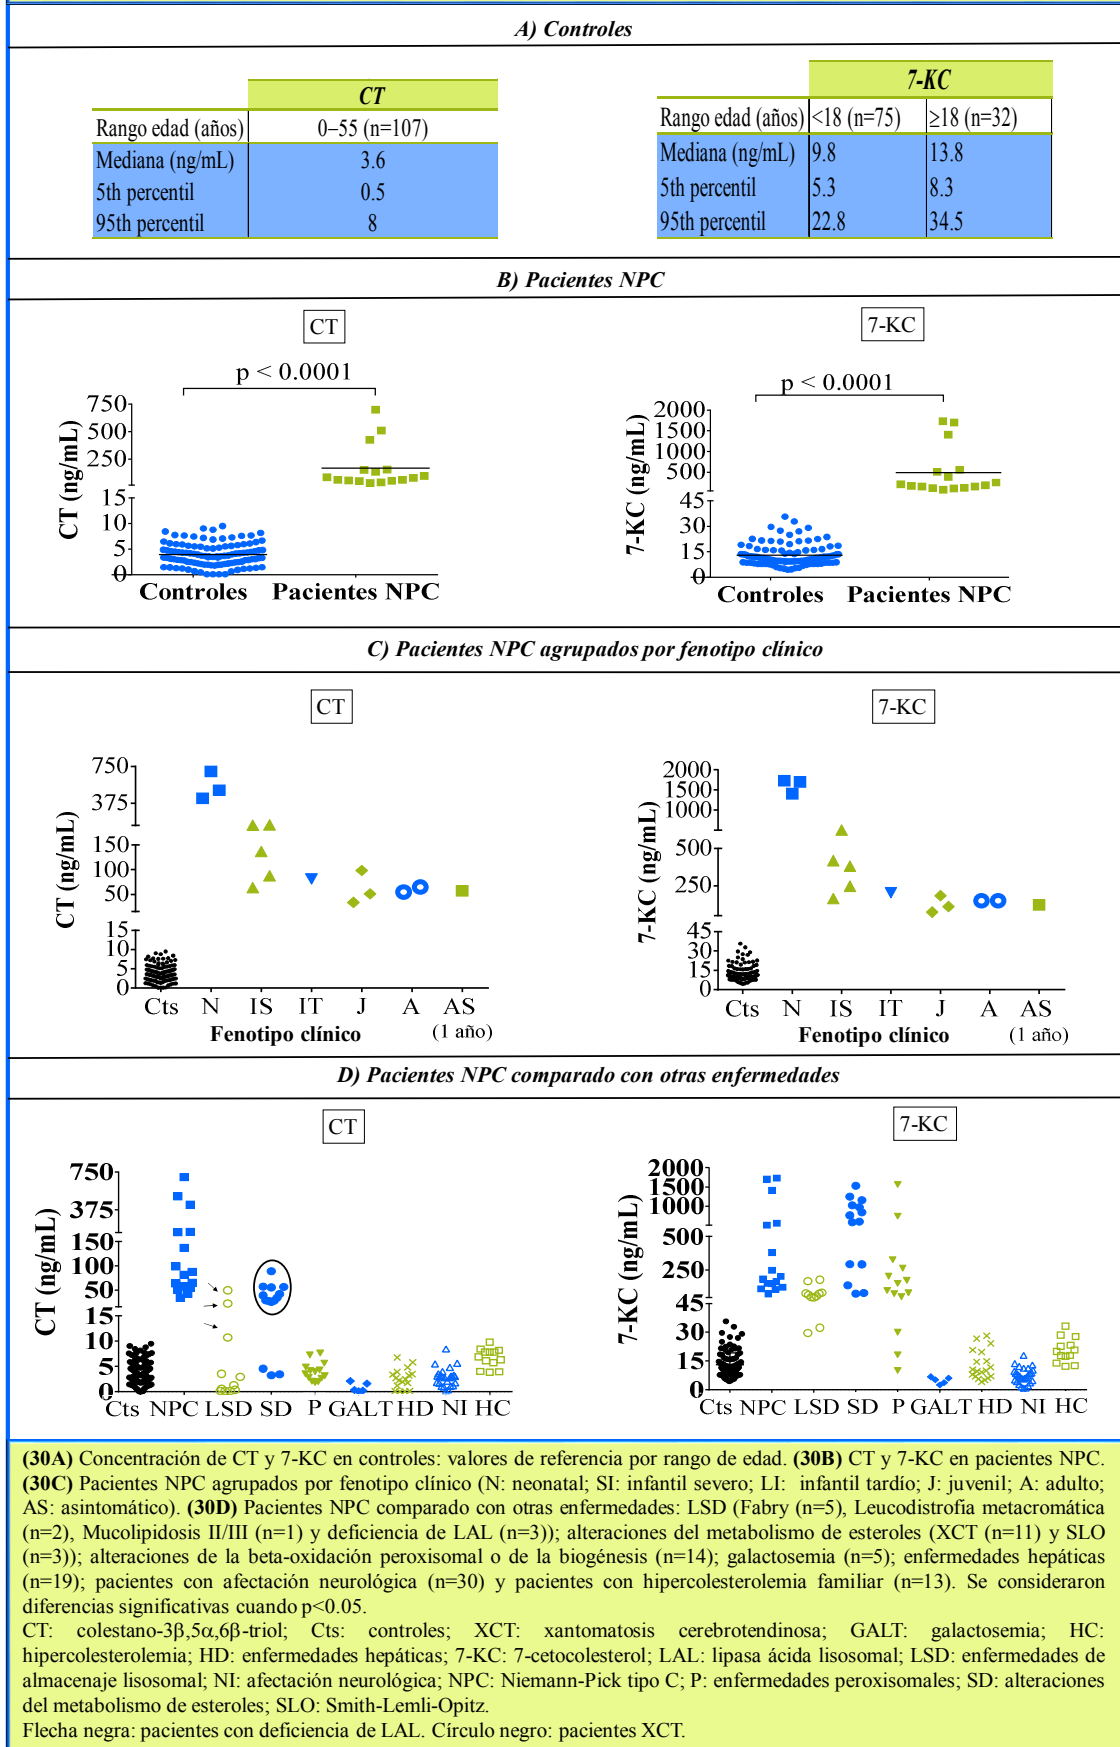 A) Controles
CT
Rango edad (años) 0–55 (n=107)
Mediana (ng/mL) 3.6
5th percentil 0.5
95th percentil 8
7-KC
Rango edad (años) <18 (n=75) ≥18 (n=32)
Mediana (ng/mL) 9.8 13.8
5th percentil 5.3 8.3
95th percentil 22.8 34.5
B) Pacientes NPC
CT
p < 0.0001
CT (ng/mL)
750
500
250
15
10
5
0
Controles Pacientes NPC
7-KC
p < 0.0001
7-KC (ng/mL)
2000
1500
1000
500
45
30
15
0
Controles Pacientes NPC
C) Pacientes NPC agrupados por fenotipo clínico
CT
CT (ng/mL)
750
375
150
100
50
15
10
5
0
Cts N IS IT J A AS
Fenotipo clínico (1 año)
7-KC
7-KC (ng/mL)
2000
1500
1000
500
250
45
30
15
0
Cts N IS IT J A AS
Fenotipo clínico (1 año)
D) Pacientes NPC comparado con otras enfermedades
CT
CT (ng/mL)
750
375
150
100
50
15
10
5
0
Cts NPC LSD SD P GALT HD NI HC
7-KC
7-KC (ng/mL)
2000
1500
1000
500
250
45
45
30
15
0
Cts NPC LSD SD P GALT HD NI HC
(30A) Concentración de CT y 7-KC en controles: valores de referencia por rango de edad. (30B) CT y 7-KC en pacientes NPC.
(30C) Pacientes NPC agrupados por fenotipo clínico (N: neonatal; SI: infantil severo; LI: infantil tardío; J: juvenil; A: adulto;
AS: asintomático). (30D) Pacientes NPC comparado con otras enfermedades: LSD (Fabry (n=5), Leucodistrofía metacromática
(n=2), Mucolipidosis II/III (n=1) y deficiencia de LAL (n=3)); alteraciones del metabolismo de esteroles (XCT (n=11) y SLO
(n=3)); alteraciones de la beta-oxidación peroxisomal o de la biogénesis (n=14); galactosemia (n=5); enfermedades hepáticas
(n=19); pacientes con afectación neurológica (n=30) y pacientes con hipercolesterolemia familiar (n=13). Se consideraron
diferencias significativas cuando p<0.05.
CT: colestano-3β,5α,6β-triol; Cts: controles; XCT: xantomatosis cerebrotendinosa; GALT: galactosemia; HC:
hipercolesterolemia; HD: enfermedades hepáticas; 7-KC: 7-cetocolesterol; LAL: lipasa ácida lisosomal; LSD: enfermedades de
almacenaje lisosomal; NI: afectación neurológica; NPC: Niemann-Pick tipo C; P: enfermedades peroxisomales; SD: alteraciones
del metabolismo de esteroles; SLO: Smith-Lemli-Opitz.
Flecha negra: pacientes con deficiencia de LAL. Círculo negro: pacientes XCT.